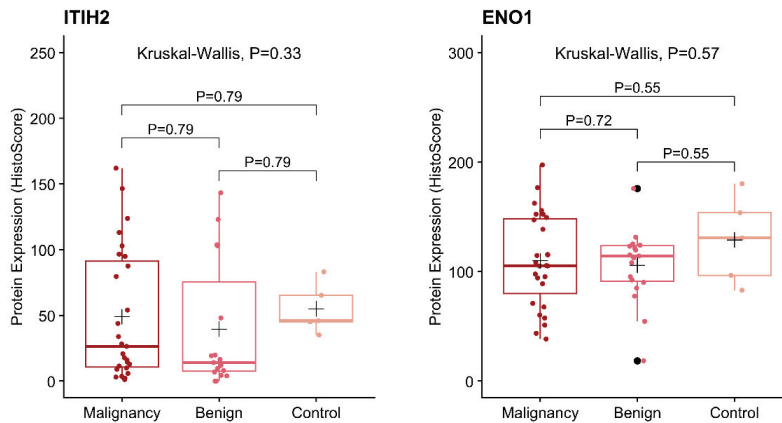 ITIH2
Protein Expression (HistoScore)
250
200
150
100
50
0
Kruskal-Wallis, P=0.33
P=0.79
P=0.79
P=0.79
Malignancy Benign Control
ENO1
Protein Expression (HistoScore)
300
200
100
0
Kruskal-Wallis, P=0.57
P=0.55
P=0.72
P=0.55
Malignancy Benign Control